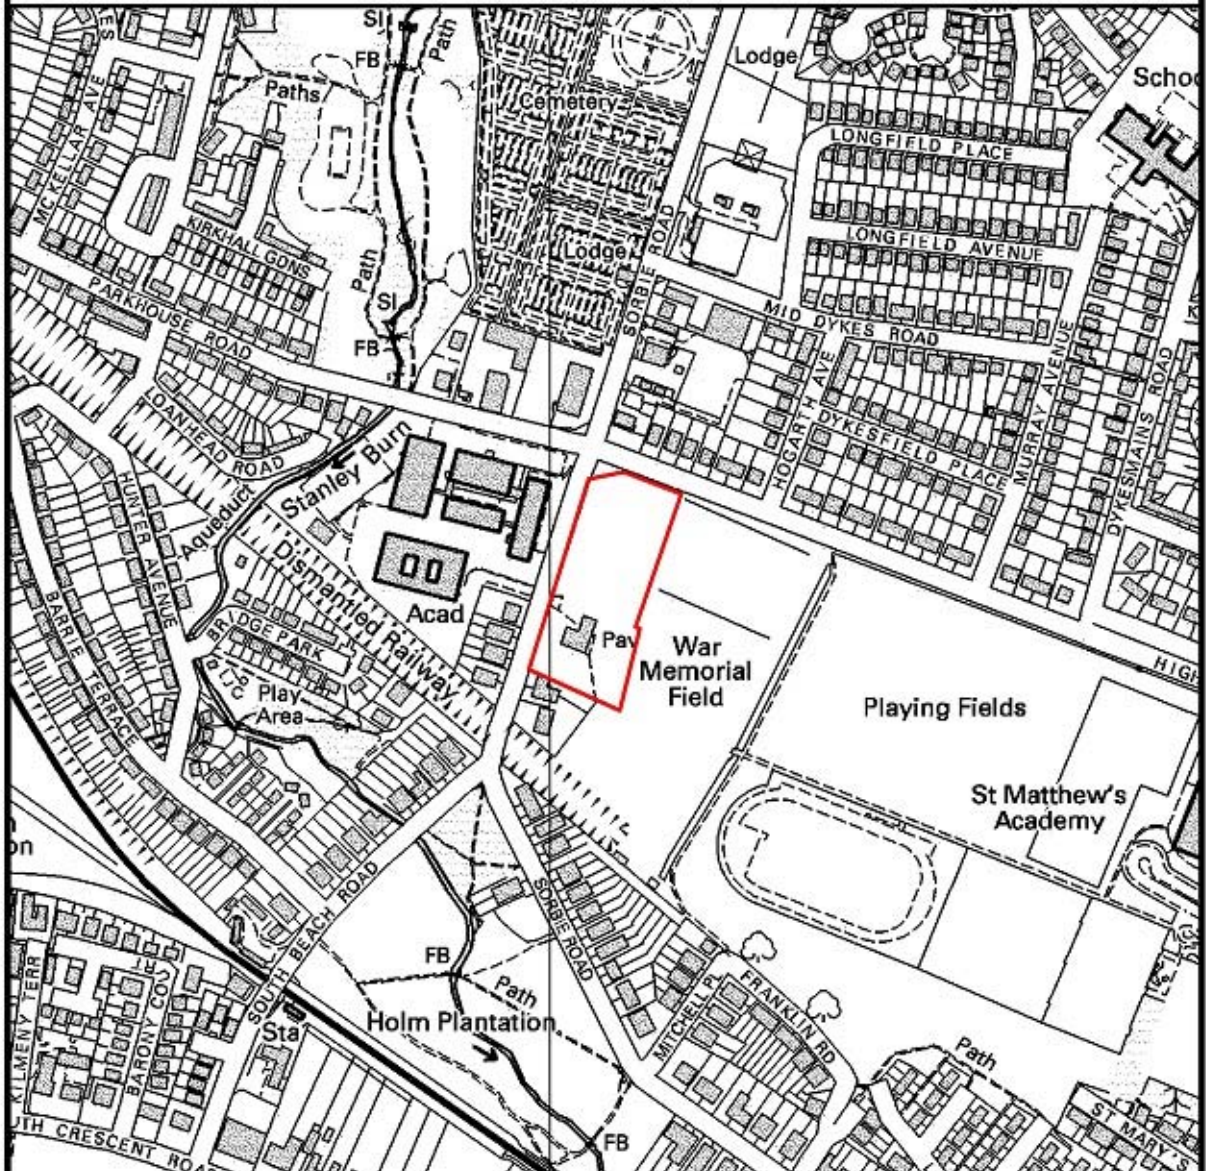 SI
Path
FB
Paths
Cemetery
Lodge
LONGFIELD PLACE
MCKELLAR AVE
KIRKHALL
GDNS
Path
Lodge
SORBIE ROAD
LONGFIELD AVENUE
SI
FB
PARKHOUSE ROAD
MID DYKES ROAD
HOGARTH AVE
DYKESFIELD PLACE
MURRAY AVENUE
DYKESMAINS ROAD
LOANHEAD ROAD
Stanley Burn
Aqueduct
HUNTER AVENUE
Dismantled Railway
Acad
BARRIE TERRACE
BRIDGE PARK
Play
Area
Pav
War
Memorial
Field
Playing Fields
HIGH
St Matthew's
Academy
SOUTH BEACH ROAD
SORBIE ROAD
FB
Path
Holm Plantation
Sta
KILMENY TERR
BARONY COURT
MITCHELL PL
FRANKLIN RD
Path
UTH CRESCENT ROA
FB
ST MARY'S